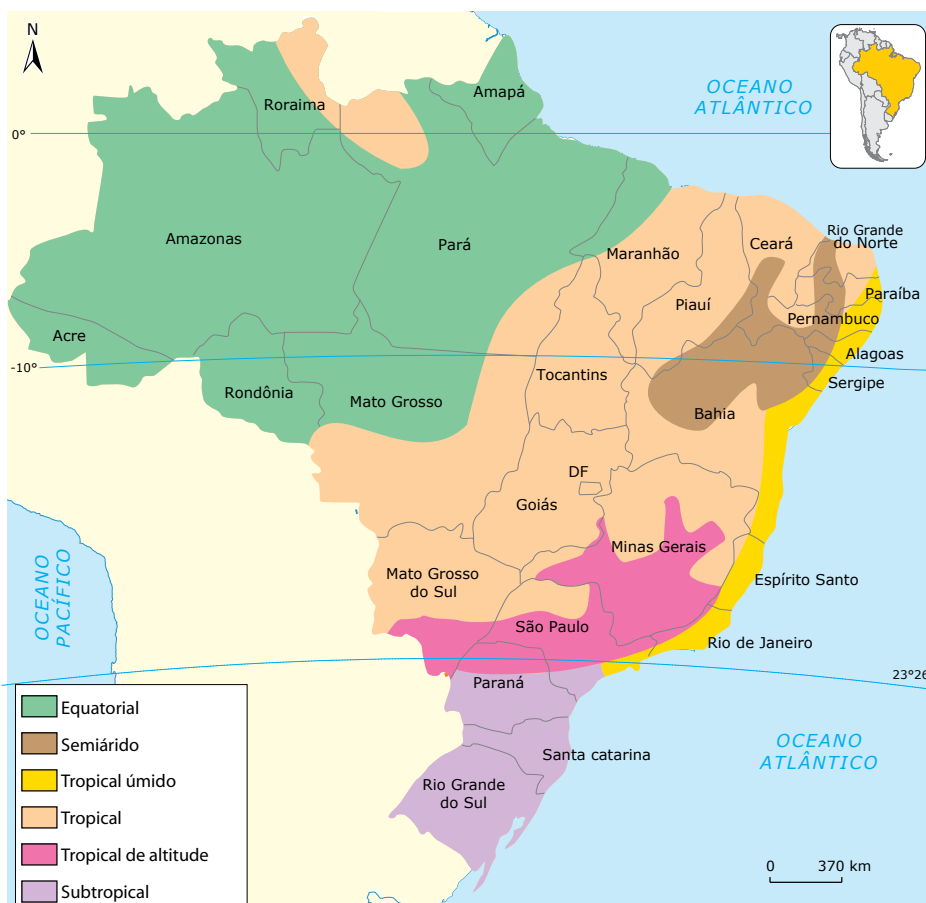 N
OCEANO
ATLÂNTICO
Amapá
Roraima
0°
Rio Grande
do Norte
Amazonas
Pará
Maranhão
Ceará
Piauí
Paraíba
Pernambuco
Acre
Alagoas
-10°
Tocantins
Sergipe
Rondônia
Mato Grosso
Bahia
DF
Goiás
Minas Gerais
Mato Grosso
do Sul
Espírito Santo
OCEANO
PACÍFICO
São Paulo
Rio de Janeiro
Paraná
23°26
Equatorial
Semiárido
Tropical úmido
Tropical
Tropical de altitude
Subtropical
Santa catarina
OCEANO
ATLÂNTICO
Rio Grande
do Sul
0 370 km